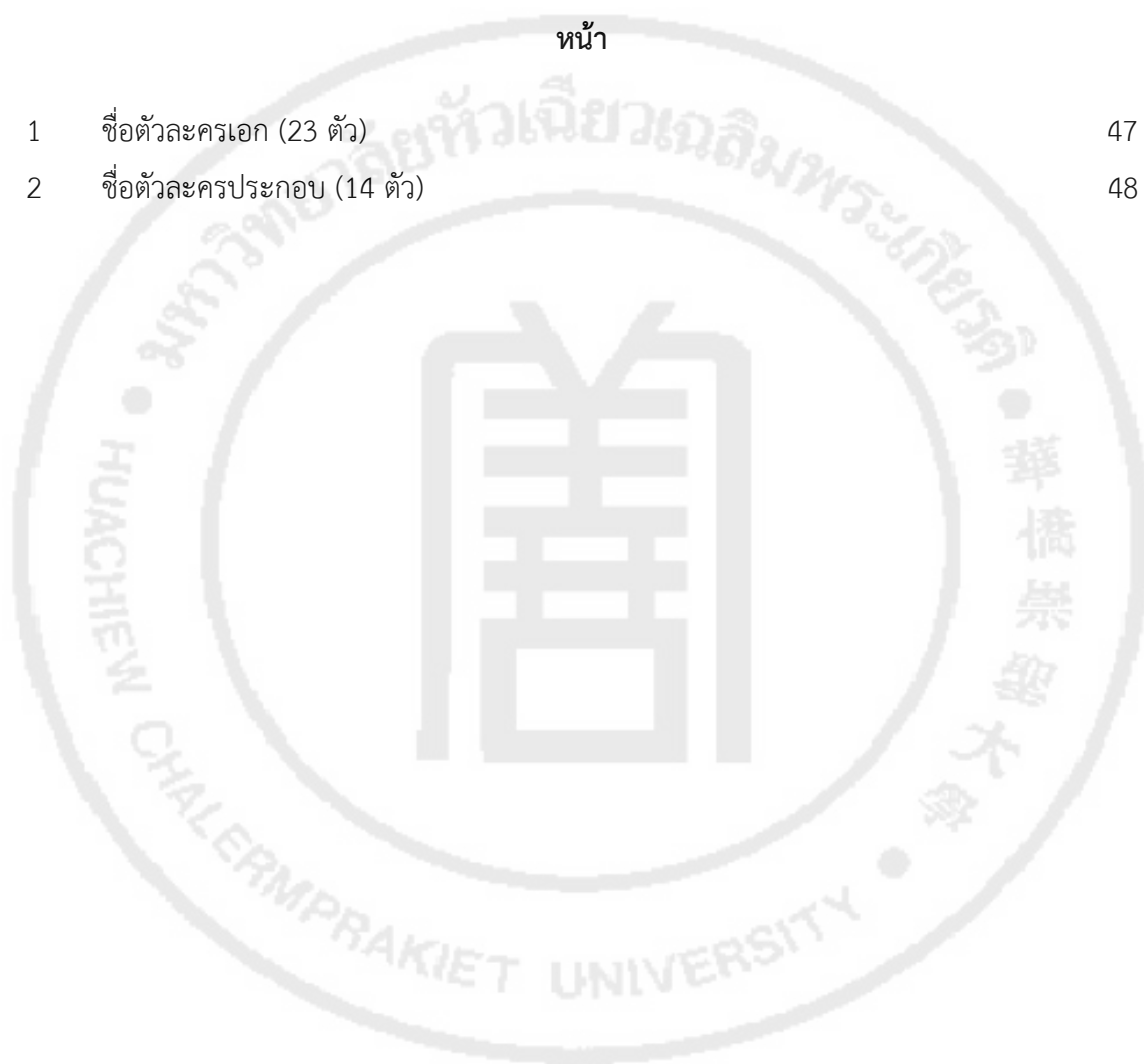 หน้า
1 ชื่อตัวละครเอก (23 ตัว) 47
2 ชื่อตัวละครประกอบ (14 ตัว) 48
มหาวิทยาลัยหัวเฉียวเฉลิมพระเกียรติ
HUACHIEW CHALERMPRAKIET UNIVERSITY
華僑崇聖大學